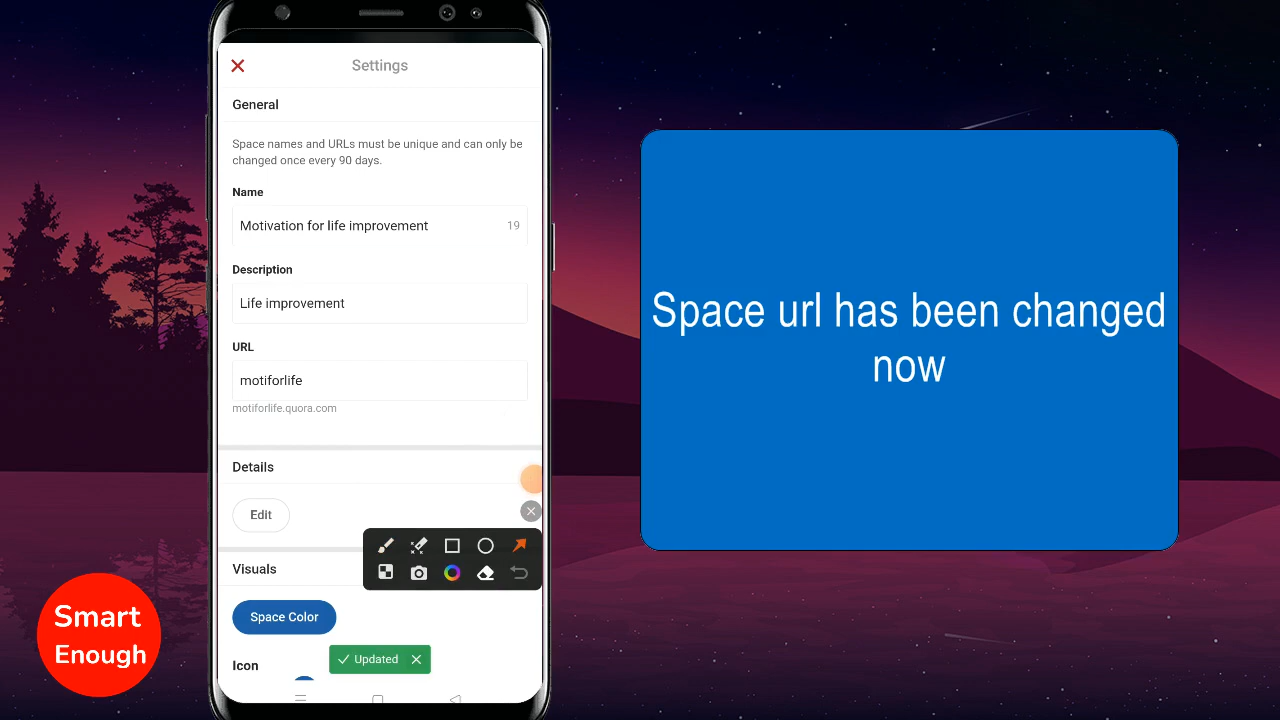 Settings
General
Space names and URLs must be unique and can only be
changed once every 90 days.
Name
Motivation for life improvement 19
Description
Life improvement
URL
motiforlife
motiforlife.quora.com
Details
Edit
Visuals
Space Color
Icon
Updated
Space url has been changed
now
Smart
Enough